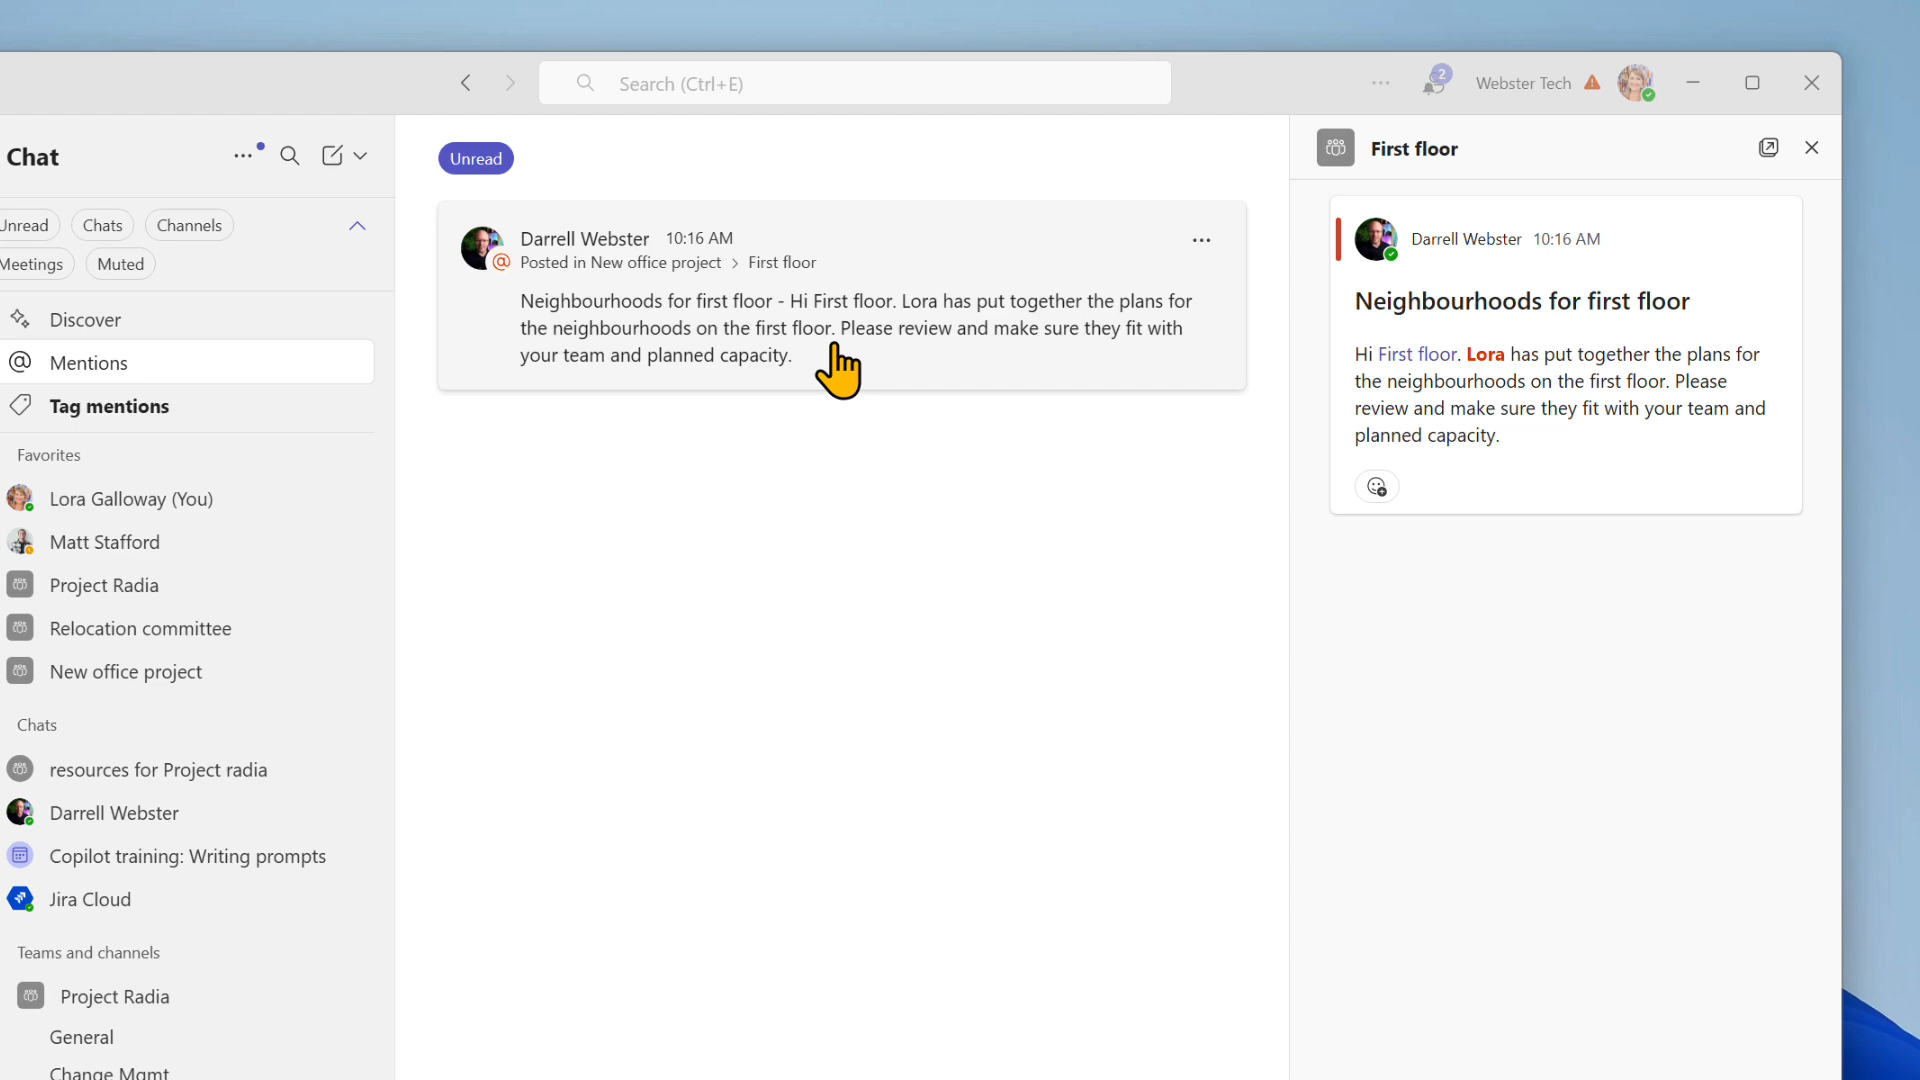 Search (Ctrl+E)
2
Webster Tech
Chat
Unread
Chats
Channels
Meetings
Muted
Discover
Mentions
Tag mentions
Favorites
Lora Galloway (You)
Matt Stafford
Project Radia
Relocation committee
New office project
Chats
resources for Project radia
Darrell Webster
Copilot training: Writing prompts
Jira Cloud
Teams and channels
Project Radia
General
Change Mgmt
Unread
Darrell Webster 10:16 AM
Posted in New office project > First floor
Neighbourhoods for first floor - Hi First floor. Lora has put together the plans for
the neighbourhoods on the first floor. Please review and make sure they fit with
your team and planned capacity.
First floor
Darrell Webster 10:16 AM
Neighbourhoods for first floor
Hi First floor. Lora has put together the plans for
the neighbourhoods on the first floor. Please
review and make sure they fit with your team and
planned capacity.